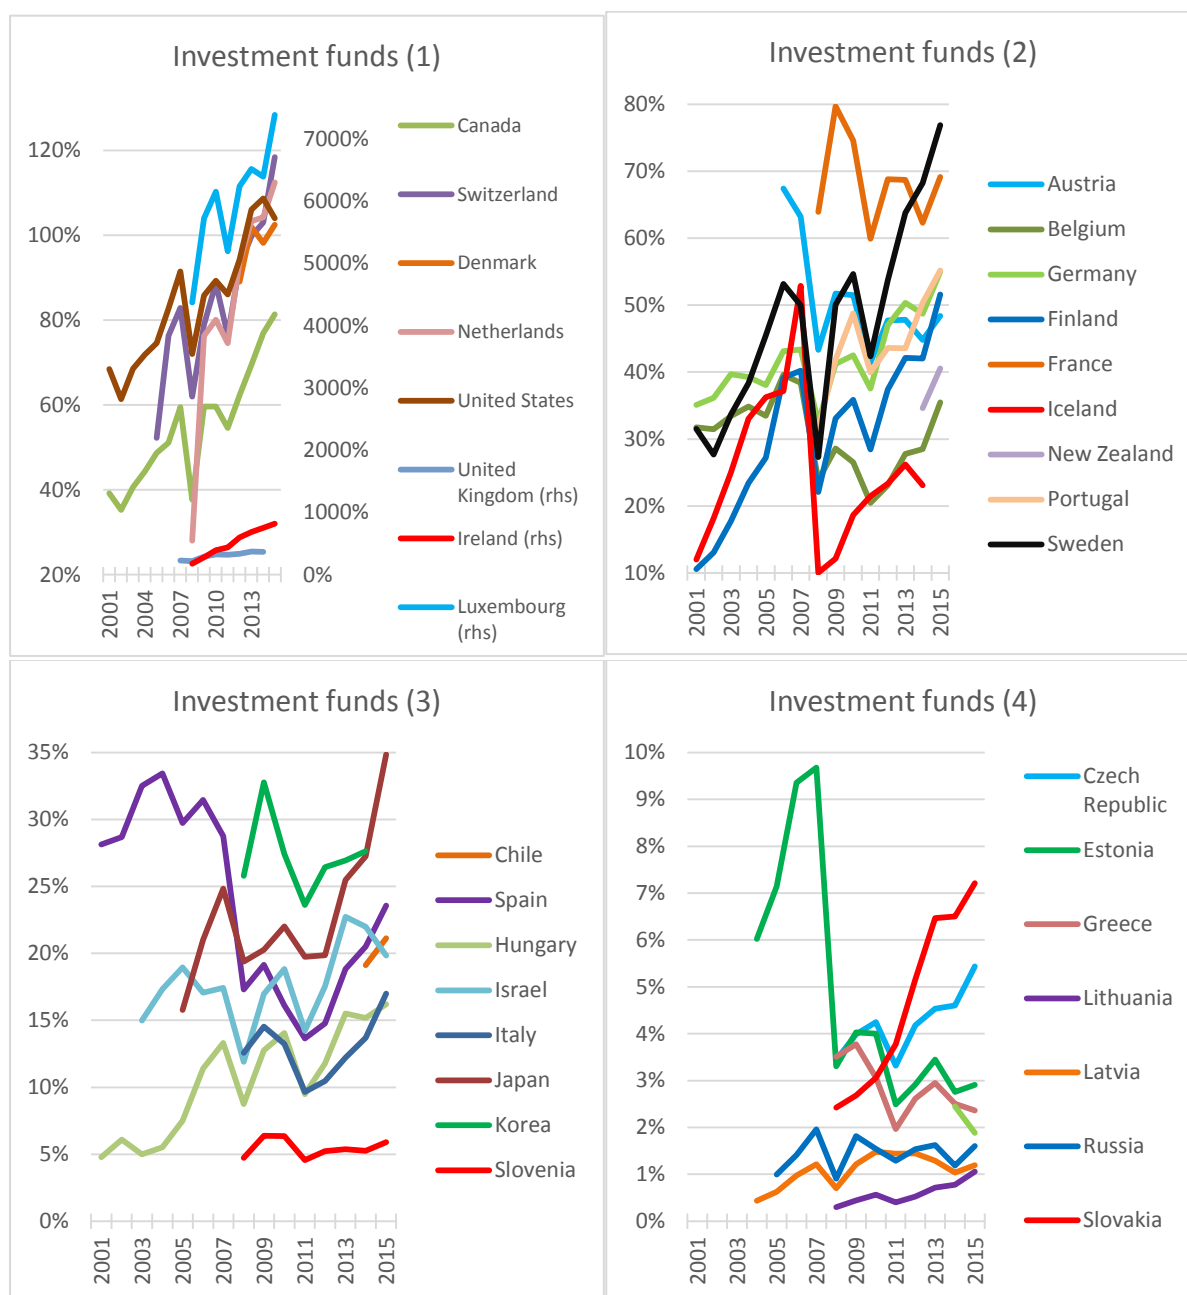 Investment funds (1)
120%
100%
80%
60%
40%
20%
7000%
6000%
5000%
4000%
3000%
2000%
1000%
0%
2001
2004
2007
2010
2013
Canada
Switzerland
Denmark
Netherlands
United States
United
Kingdom (rhs)
Ireland (rhs)
Luxembourg
(rhs)
Investment funds (2)
80%
70%
60%
50%
40%
30%
20%
10%
2001
2003
2005
2007
2009
2011
2013
2015
Austria
Belgium
Germany
Finland
France
Iceland
New Zealand
Portugal
Sweden
Investment funds (3)
35%
30%
25%
20%
15%
10%
5%
0%
2001
2003
2005
2007
2009
2011
2013
2015
Chile
Spain
Hungary
Israel
Italy
Japan
Korea
Slovenia
Investment funds (4)
10%
9%
8%
7%
6%
5%
4%
3%
2%
1%
0%
2001
2003
2005
2007
2009
2011
2013
2015
Czech
Republic
Estonia
Greece
Lithuania
Latvia
Russia
Slovakia